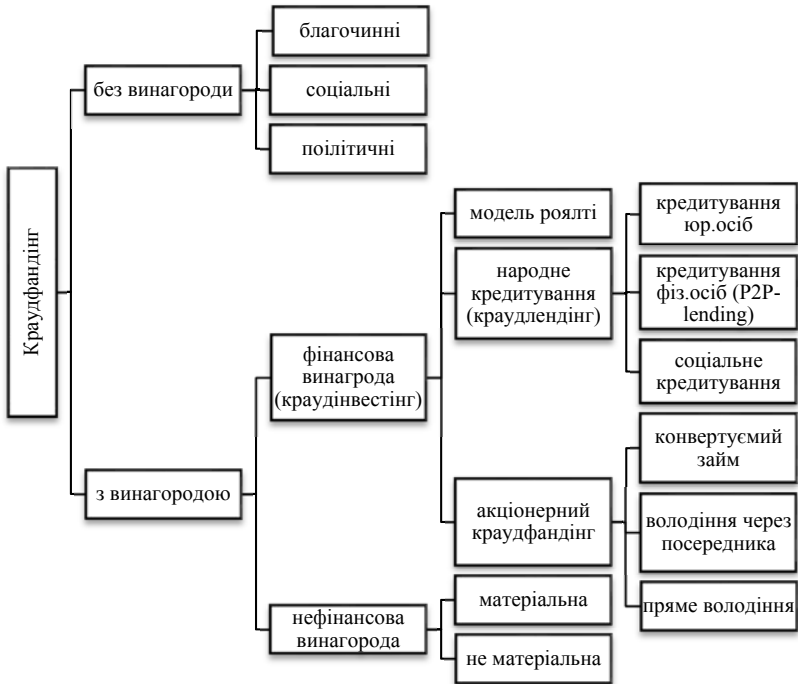 Краудфандінг
без винагороди
благочинні
соціальні
поілітичні
з винагородою
фінансова
винагрода
(краудінвестінг)
модель роялті
народне
кредитування
(краудлендінг)
кредитування
юр.осіб
кредитування
фіз.осіб (P2P-
lending)
соціальне
кредитування
акціонерний
краудфандінг
конвертуємий
займ
володіння через
посередника
пряме володіння
нефінансова
винагорода
матеріальна
не матеріальна